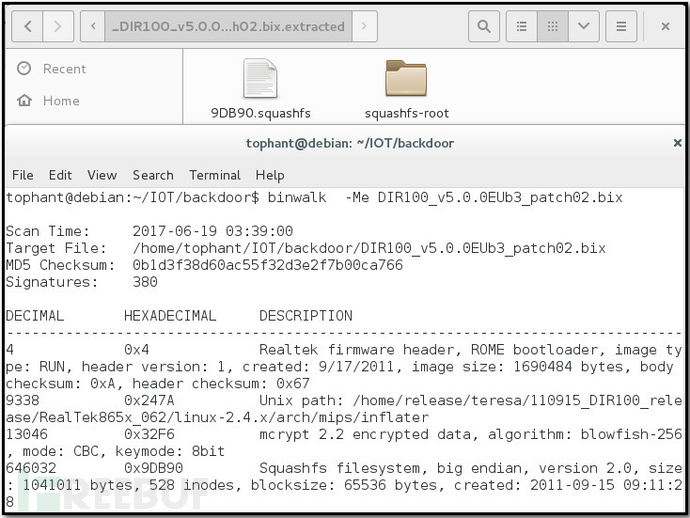 _DIR100_v5.0.0...h02.bix.extracted
Recent
Home
9DB90.squashfs
squashfs-root
tophant@debian: ~/IOT/backdoor
File Edit View Search Terminal Help
tophant@debian:~/IOT/backdoor$ binwalk  -Me DIR100_v5.0.0EUb3_patch02.bix
Scan Time:     2017-06-19 03:39:00
Target File:   /home/tophant/IOT/backdoor/DIR100_v5.0.0EUb3_patch02.bix
MD5 Checksum:  0b1d3f38d60ac55f32d3e2f7b00ca766
Signatures:    380
DECIMAL       HEXADECIMAL     DESCRIPTION
--------------------------------------------------------------------------------
4             0x4             Realtek firmware header, ROME bootloader, image ty
pe: RUN, header version: 1, created: 9/17/2011, image size: 1690484 bytes, body
checksum: 0xA, header checksum: 0x67
9338          0x247A          Unix path: /home/release/teresa/110915_DIR100_rele
ase/RealTek865x_062/linux-2.4.x/arch/mips/inflater
13046         0x32F6          mcrypt 2.2 encrypted data, algorithm: blowfish-256
, mode: CBC, keymode: 8bit
646032        0x9DB90         Squashfs filesystem, big endian, version 2.0, size
: 1041011 bytes, 528 inodes, blocksize: 65536 bytes, created: 2011-09-15 09:11:2
8
REEBUF